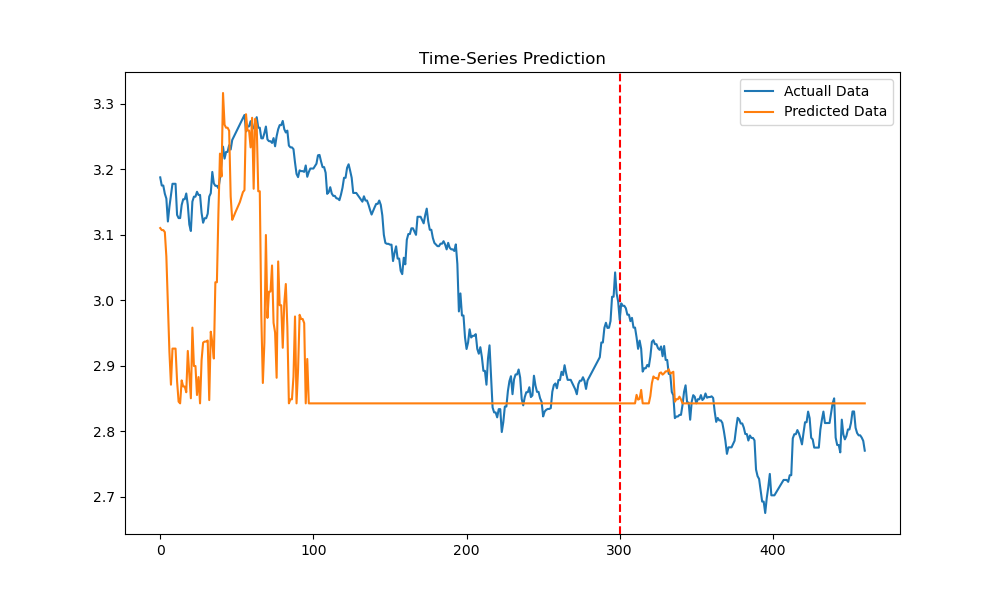 Time-Series Prediction
Actuall Data
Predicted Data
3.3
3.2
3.1
3.0
2.9
2.8
2.7
0 100 200 300 400